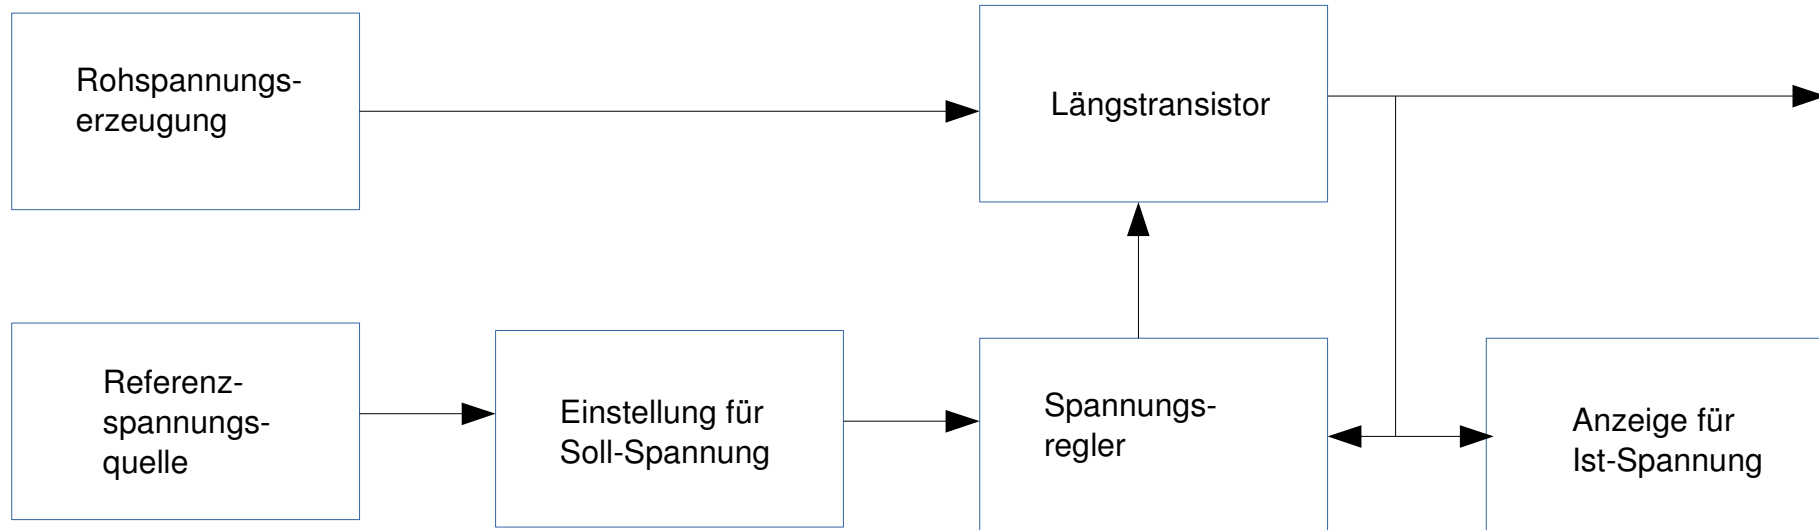 Rohspannungs-
erzeugung
Längstransistor
Referenz-
spannungs-
quelle
Einstellung für
Soll-Spannung
Spannungs-
regler
Anzeige für
Ist-Spannung